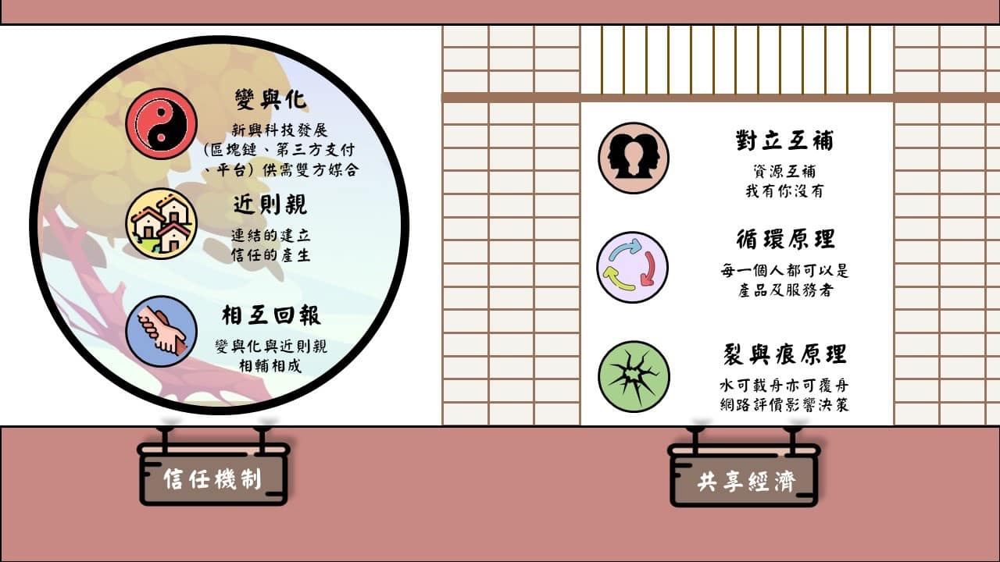 變與化
新興科技發展
(區塊鏈、第三方支付
、平台) 供需雙方媒合
近則親
連結的建立
信任的產生
相互回報
變與化與近則親
相輔相成
信任機制
對立互補
資源互補
我有你沒有
循環原理
每一個人都可以是
產品及服務者
裂與痕原理
水可載舟亦可覆舟
網路評價影響決策
共享經濟